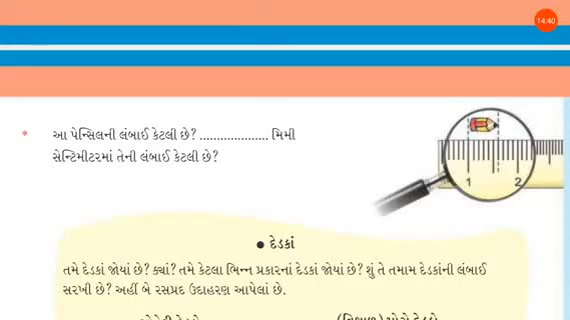 14:40
આ પેન્સિલની લંબાઈ કેટલી છે? .................... મિમી
સેન્ટિમીટરમાં તેની લંબાઈ કેટલી છે?
1 2
● દેડકાં
તમે દેડકાં જોયાં છે? ક્યાં? તમે કેટલા ભિન્ન પ્રકારનાં દેડકાં જોયાં છે? શું તે તમામ દેડકાંની લંબાઈ
સરખી છે? અહીં બે રસપ્રદ ઉદાહરણ આપેલાં છે.